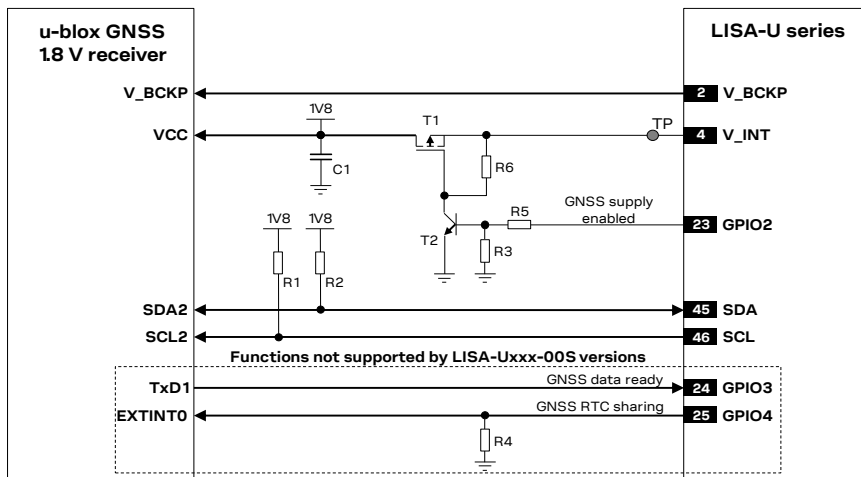 u-blox GNSS
1.8 V receiver
LISA-U series
V_BCKP
2
V_BCKP
1V8
T1
TP
VCC
4
V_INT
C1
R6
GNSS supply
enabled
1V8
1V8
R5
23
GPIO2
T2
R3
R1
R2
SDA2
45
SDA
SCL2
46
SCL
Functions not supported by LISA-Uxxx-00S versions
TxD1
GNSS data ready
24
GPIO3
EXTINT0
GNSS RTC sharing
25
GPIO4
R4